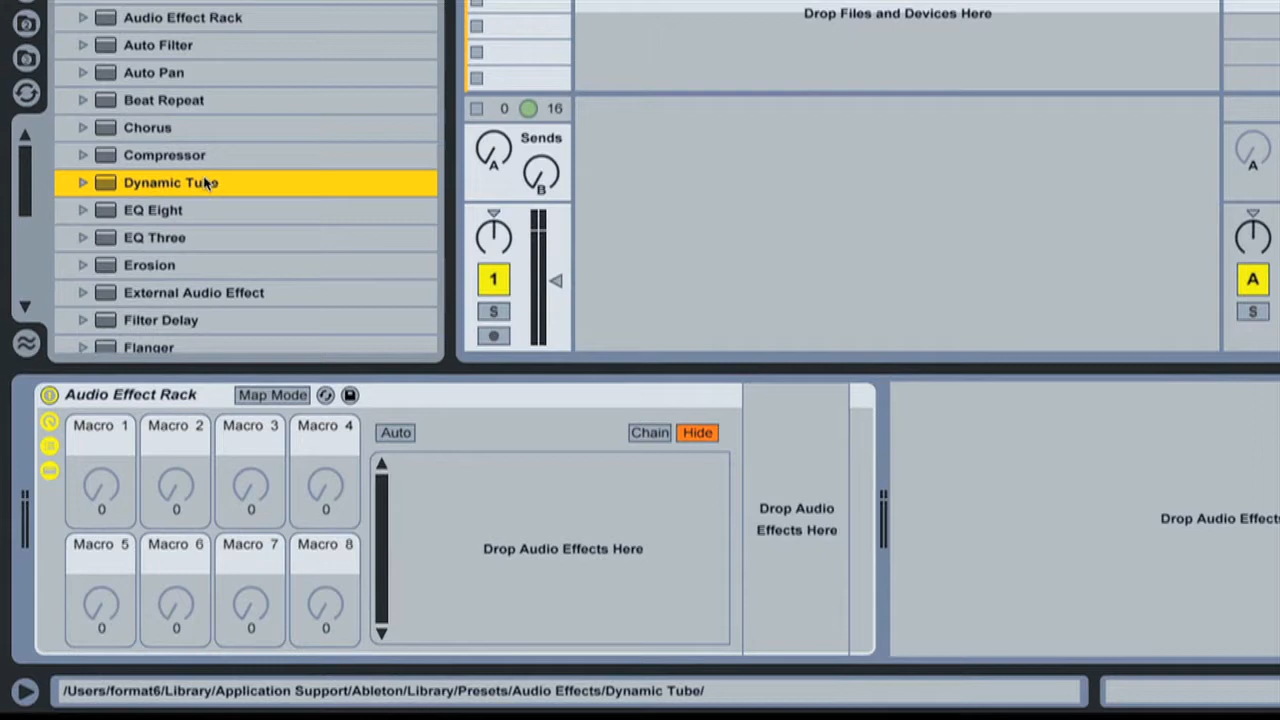 Audio Effect Rack
Auto Filter
Auto Pan
Beat Repeat
Chorus
Compressor
Dynamic Tube
EQ Eight
EQ Three
Erosion
External Audio Effect
Filter Delay
Flanger
Drop Files and Devices Here
0 16
Sends
A
B
1
S
A
A
S
Audio Effect Rack
Map Mode
Macro 1 Macro 2 Macro 3 Macro 4
0 0 0 0
Macro 5 Macro 6 Macro 7 Macro 8
0 0 0 0
Auto
Chain Hide
Drop Audio Effects Here
Drop Audio
Effects Here
Drop Audio Effects
/Users/format6/Library/Application Support/Ableton/Library/Presets/Audio Effects/Dynamic Tube/